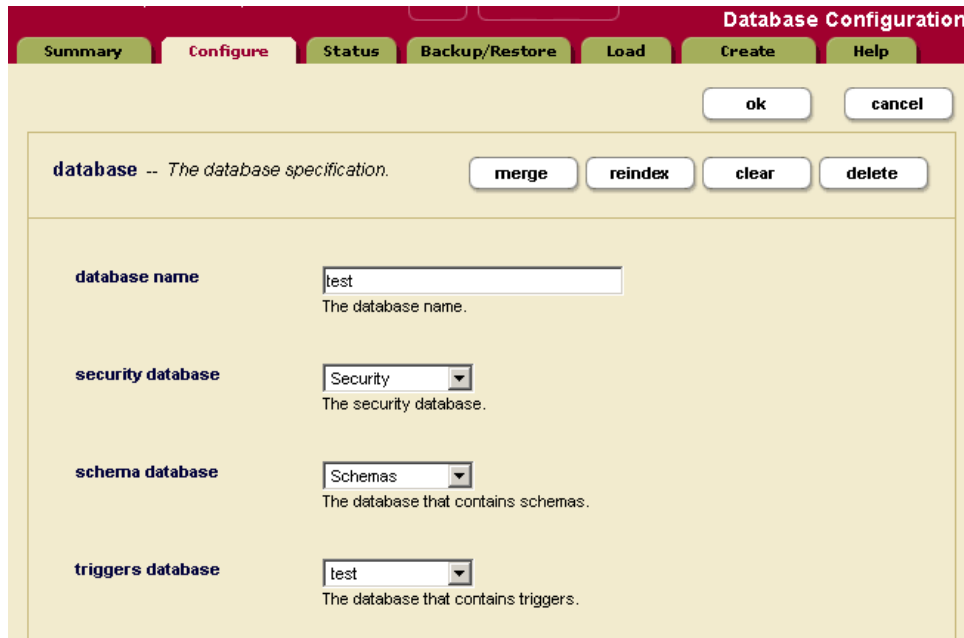 Database Configuration
Summary Configure Status Backup/Restore Load Create Help
ok cancel
database -- The database specification. merge reindex clear delete
database name test
The database name.
security database Security
The security database.
schema database Schemas
The database that contains schemas.
triggers database test
The database that contains triggers.